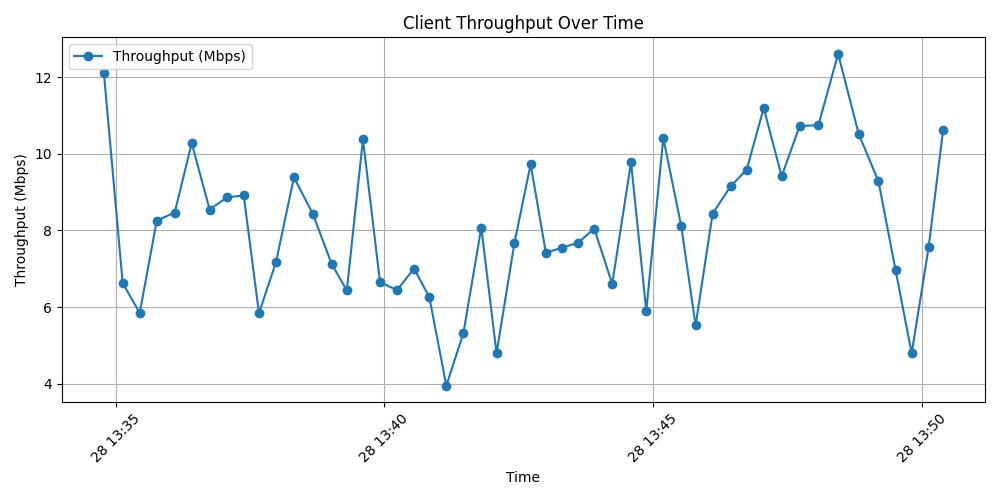 Client Throughput Over Time
Throughput (Mbps)
Throughput (Mbps)
12
10
8
6
4
28 13:35
28 13:40
28 13:45
28 13:50
Time